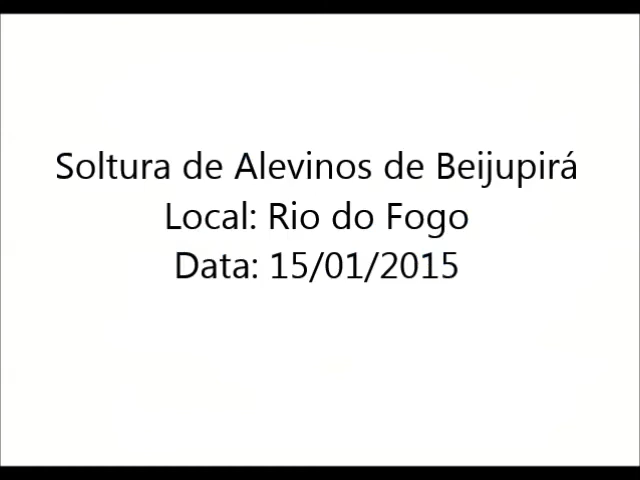 Soltura de Alevinos de Beijupirá
Local: Rio do Fogo
Data: 15/01/2015